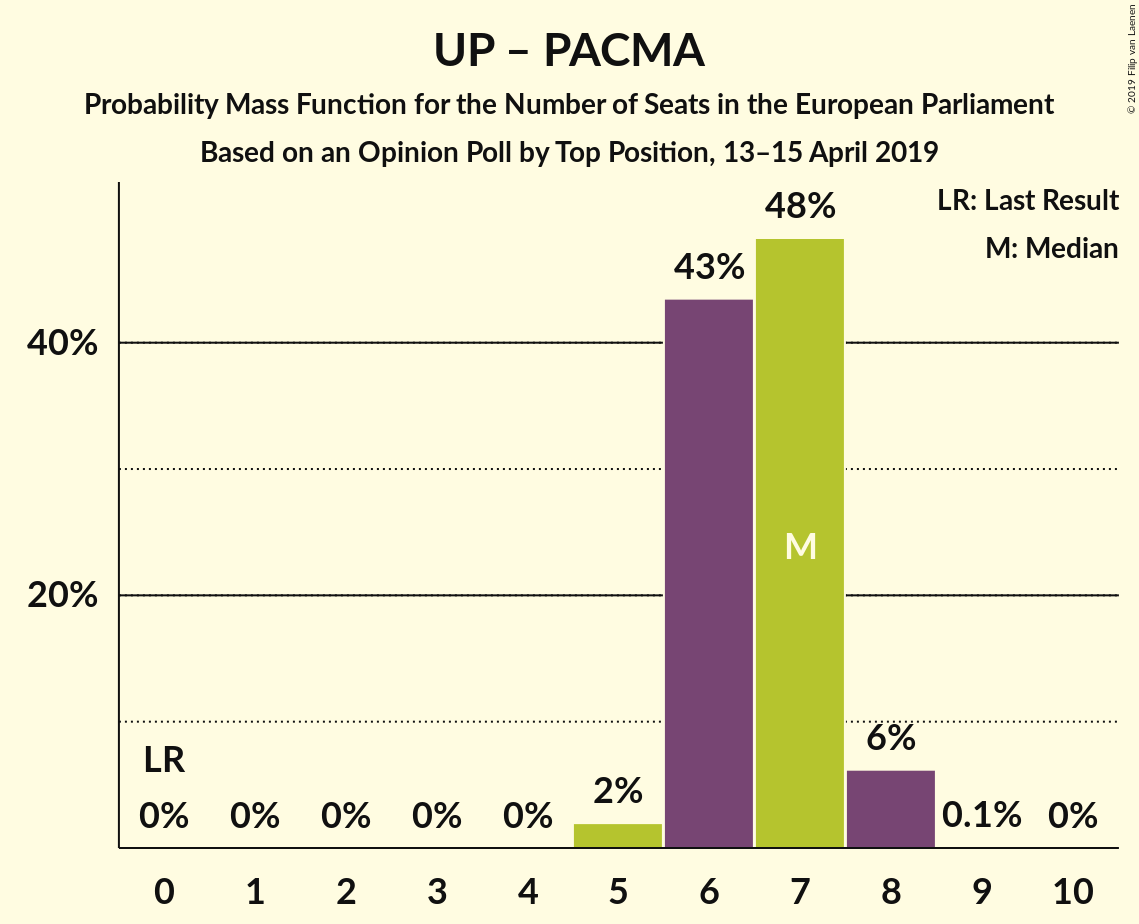 UP – PACMA
Probability Mass Function for the Number of Seats in the European Parliament
Based on an Opinion Poll by Top Position, 13–15 April 2019
© 2019 Filip van Laenen
LR: Last Result
M: Median
48%
43%
40%
M
20%
6%
LR
2%
0% 0% 0% 0% 0% 0.1% 0%
0 1 2 3 4 5 6 7 8 9 10